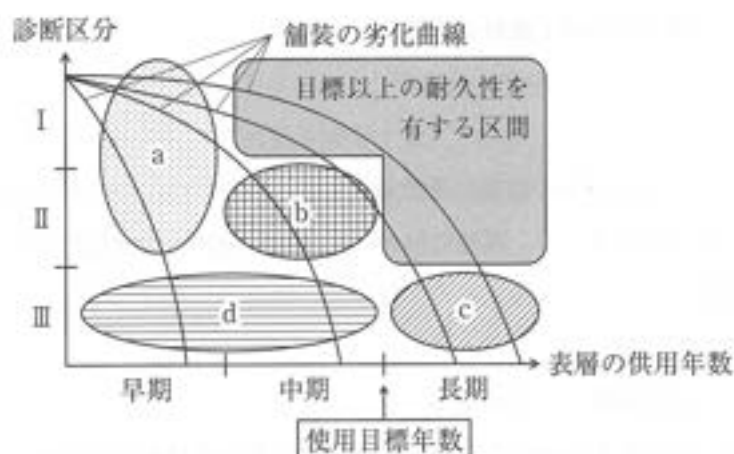 診断区分
舗装の劣化曲線
目標以上の耐久性を
有する区間
Ⅰ
a
Ⅱ
b
Ⅲ
d
c
表層の供用年数
早期
中期
長期
使用目標年数